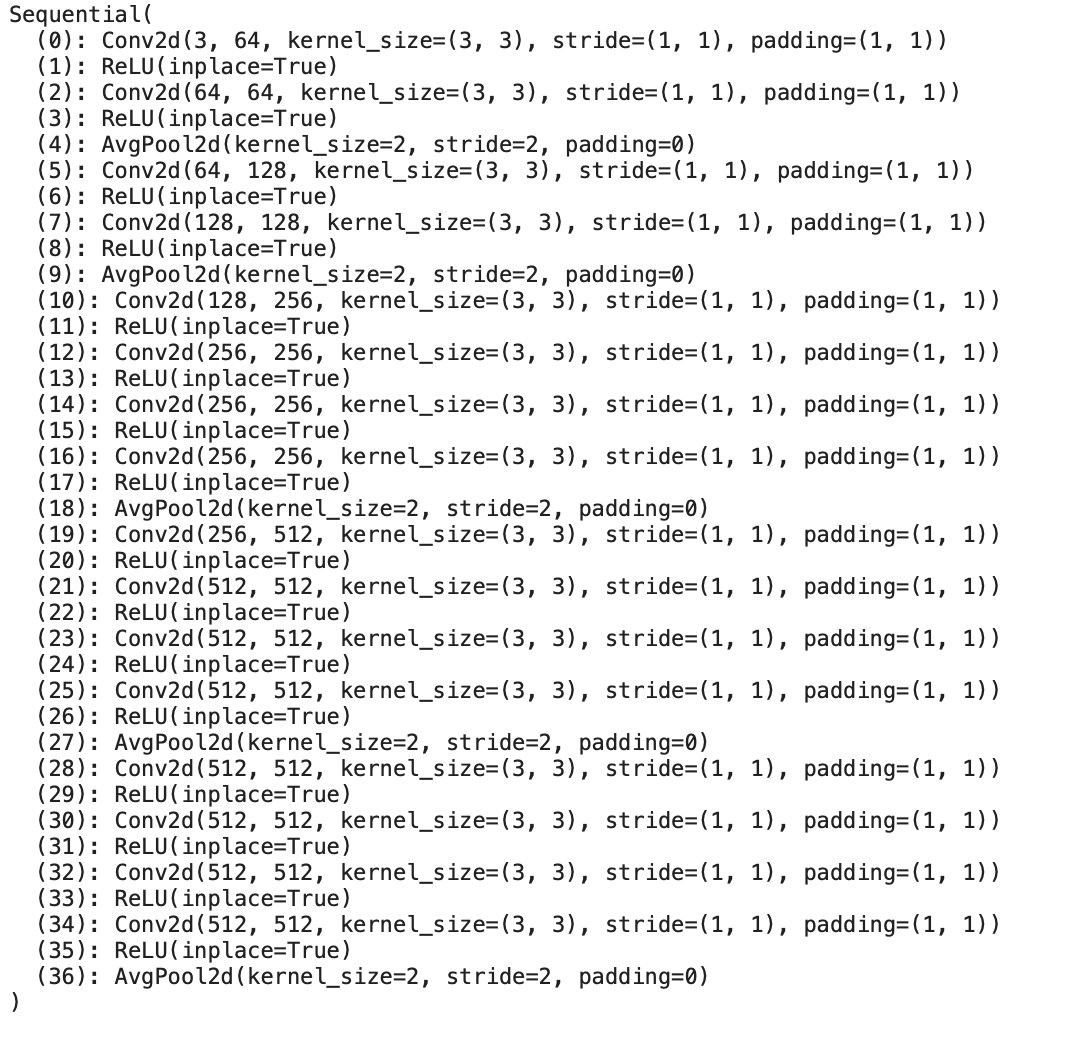 Sequential(
  (0): Conv2d(3, 64, kernel_size=(3, 3), stride=(1, 1), padding=(1, 1))
  (1): ReLU(inplace=True)
  (2): Conv2d(64, 64, kernel_size=(3, 3), stride=(1, 1), padding=(1, 1))
  (3): ReLU(inplace=True)
  (4): AvgPool2d(kernel_size=2, stride=2, padding=0)
  (5): Conv2d(64, 128, kernel_size=(3, 3), stride=(1, 1), padding=(1, 1))
  (6): ReLU(inplace=True)
  (7): Conv2d(128, 128, kernel_size=(3, 3), stride=(1, 1), padding=(1, 1))
  (8): ReLU(inplace=True)
  (9): AvgPool2d(kernel_size=2, stride=2, padding=0)
  (10): Conv2d(128, 256, kernel_size=(3, 3), stride=(1, 1), padding=(1, 1))
  (11): ReLU(inplace=True)
  (12): Conv2d(256, 256, kernel_size=(3, 3), stride=(1, 1), padding=(1, 1))
  (13): ReLU(inplace=True)
  (14): Conv2d(256, 256, kernel_size=(3, 3), stride=(1, 1), padding=(1, 1))
  (15): ReLU(inplace=True)
  (16): Conv2d(256, 256, kernel_size=(3, 3), stride=(1, 1), padding=(1, 1))
  (17): ReLU(inplace=True)
  (18): AvgPool2d(kernel_size=2, stride=2, padding=0)
  (19): Conv2d(256, 512, kernel_size=(3, 3), stride=(1, 1), padding=(1, 1))
  (20): ReLU(inplace=True)
  (21): Conv2d(512, 512, kernel_size=(3, 3), stride=(1, 1), padding=(1, 1))
  (22): ReLU(inplace=True)
  (23): Conv2d(512, 512, kernel_size=(3, 3), stride=(1, 1), padding=(1, 1))
  (24): ReLU(inplace=True)
  (25): Conv2d(512, 512, kernel_size=(3, 3), stride=(1, 1), padding=(1, 1))
  (26): ReLU(inplace=True)
  (27): AvgPool2d(kernel_size=2, stride=2, padding=0)
  (28): Conv2d(512, 512, kernel_size=(3, 3), stride=(1, 1), padding=(1, 1))
  (29): ReLU(inplace=True)
  (30): Conv2d(512, 512, kernel_size=(3, 3), stride=(1, 1), padding=(1, 1))
  (31): ReLU(inplace=True)
  (32): Conv2d(512, 512, kernel_size=(3, 3), stride=(1, 1), padding=(1, 1))
  (33): ReLU(inplace=True)
  (34): Conv2d(512, 512, kernel_size=(3, 3), stride=(1, 1), padding=(1, 1))
  (35): ReLU(inplace=True)
  (36): AvgPool2d(kernel_size=2, stride=2, padding=0)
)